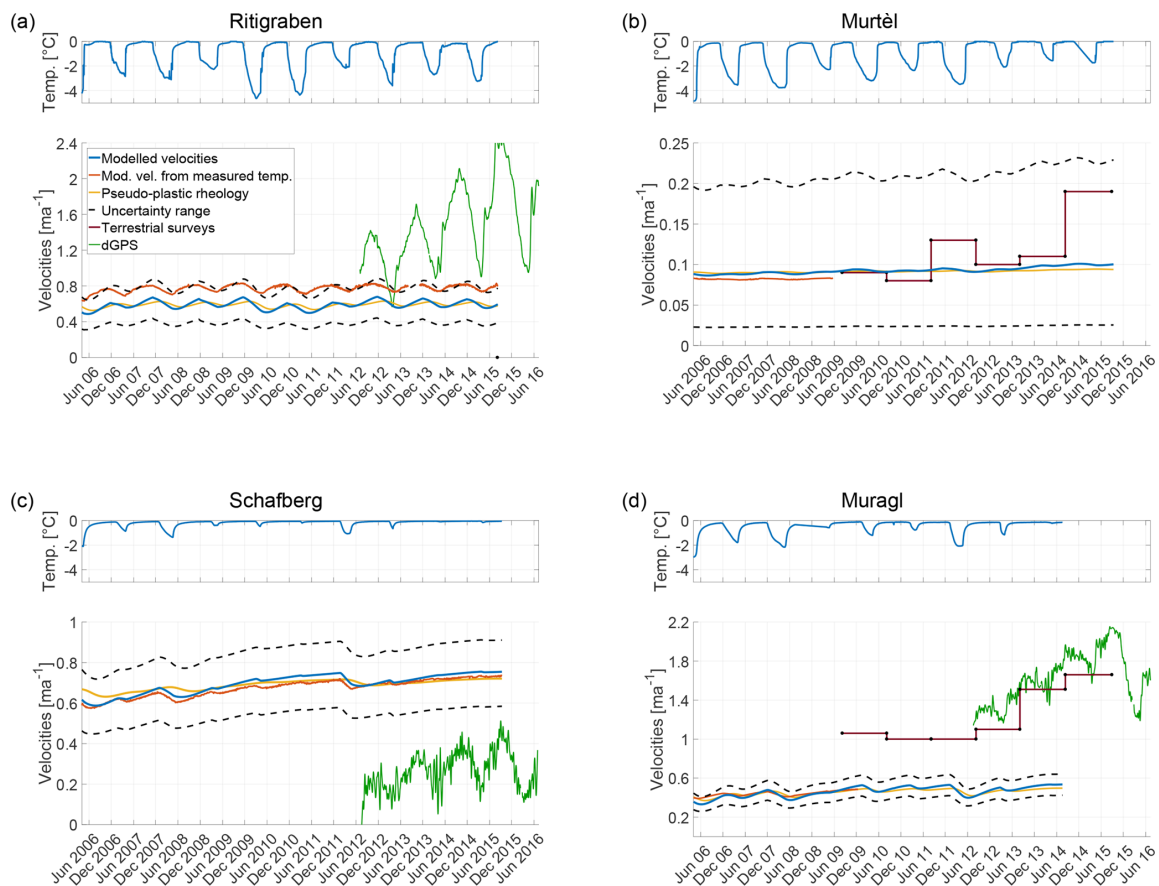 (a) Ritigraben
Temp. [°C]
0
-2
-4
Velocities [ma⁻¹]
2.4
2
1.6
1.2
0.8
0.4
0
Modelled velocities
Mod. vel. from measured temp.
Pseudo-plastic rheology
Uncertainty range
Terrestrial surveys
dGPS
Jun 06 Dec 06 Jun 07 Dec 07 Jun 08 Dec 08 Jun 09 Dec 09 Jun 10 Dec 10 Jun 11 Dec 11 Jun 12 Dec 12 Jun 13 Dec 13 Jun 14 Dec 14 Jun 15 Dec 15 Jun 16
(b) Murtèl
Temp. [°C]
0
-2
-4
Velocities [ma⁻¹]
0.25
0.2
0.15
0.1
0.05
0
Jun 2006 Dec 2006 Jun 2007 Dec 2007 Jun 2008 Dec 2008 Jun 2009 Dec 2009 Jun 2010 Dec 2010 Jun 2011 Dec 2011 Jun 2012 Dec 2012 Jun 2013 Dec 2013 Jun 2014 Dec 2014 Jun 2015 Dec 2015 Jun 2016
(c) Schafberg
Temp. [°C]
0
-2
-4
Velocities [ma⁻¹]
1
0.8
0.6
0.4
0.2
0
Jun 2006 Dec 2006 Jun 2007 Dec 2007 Jun 2008 Dec 2008 Jun 2009 Dec 2009 Jun 2010 Dec 2010 Jun 2011 Dec 2011 Jun 2012 Dec 2012 Jun 2013 Dec 2013 Jun 2014 Dec 2014 Jun 2015 Dec 2015 Jun 2016
(d) Muragl
Temp. [°C]
0
-2
-4
Velocities [ma⁻¹]
2.2
1.8
1.4
1
0.6
0.2
Jun 06 Dec 06 Jun 07 Dec 07 Jun 08 Dec 08 Jun 09 Dec 09 Jun 10 Dec 10 Jun 11 Dec 11 Jun 12 Dec 12 Jun 13 Dec 13 Jun 14 Dec 14 Jun 15 Dec 15 Jun 16